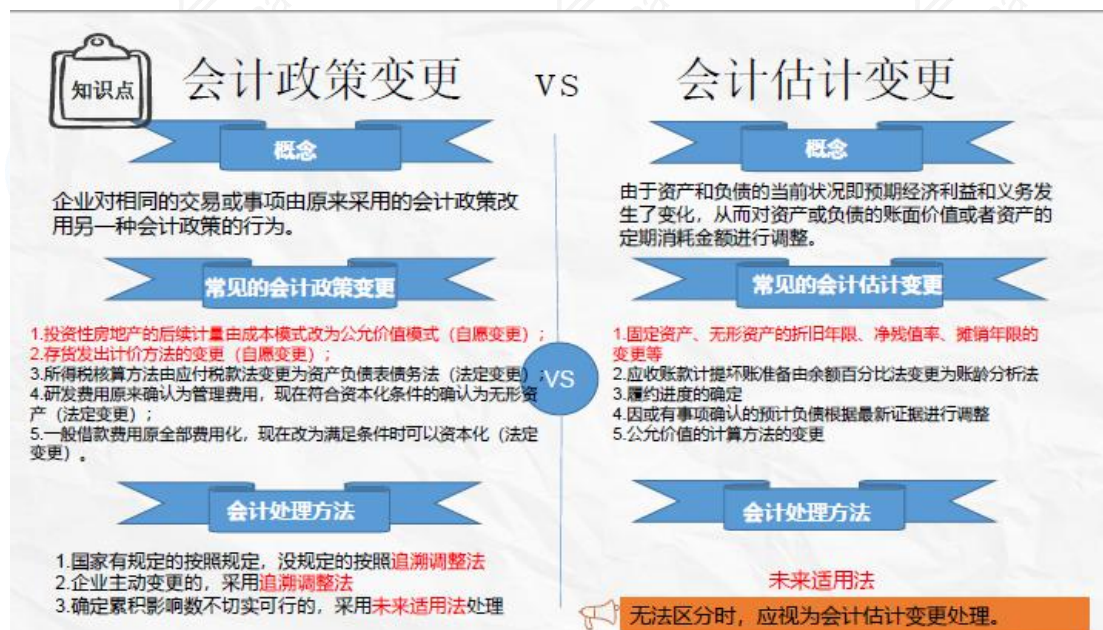 知识点
会计政策变更 VS 会计估计变更
概念
企业对相同的交易或事项由原来采用的会计政策改
用另一种会计政策的行为。
常见的会计政策变更
1.投资性房地产的后续计量由成本模式改为公允价值模式（自愿变更）;
2.存货发出计价方法的变更（自愿变更）;
3.所得税核算方法由应付税款法变更为资产负债表债务法（法定变更）;
4.研发费用原来确认为管理费用，现在符合资本化条件的确认为无形资
产（法定变更）;
5.一般借款费用原全部费用化，现在改为满足条件时可以资本化（法定
变更）。
会计处理方法
1.国家有规定的按照规定，没规定的按照追溯调整法
2.企业主动变更的，采用追溯调整法
3.确定累积影响数不切实可行的，采用未来适用法处理
VS
概念
由于资产和负债的当前状况即预期经济利益和义务发
生了变化，从而对资产或负债的账面价值或者资产的
定期消耗金额进行调整。
常见的会计估计变更
1.固定资产、无形资产的折旧年限、净残值率、摊销年限的
变更等
2.应收账款计提坏账准备由余额百分比法变更为账龄分析法
3.履约进度的确定
4.因或有事项确认的预计负债根据最新证据进行调整
5.公允价值的计算方法的变更
会计处理方法
未来适用法
无法区分时，应视为会计估计变更处理。